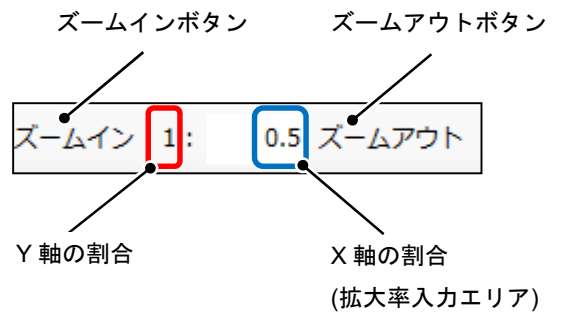 ズームインボタン
ズームアウトボタン
ズームイン 1 : 0.5 ズームアウト
Y 軸の割合
X 軸の割合
(拡大率入力エリア)